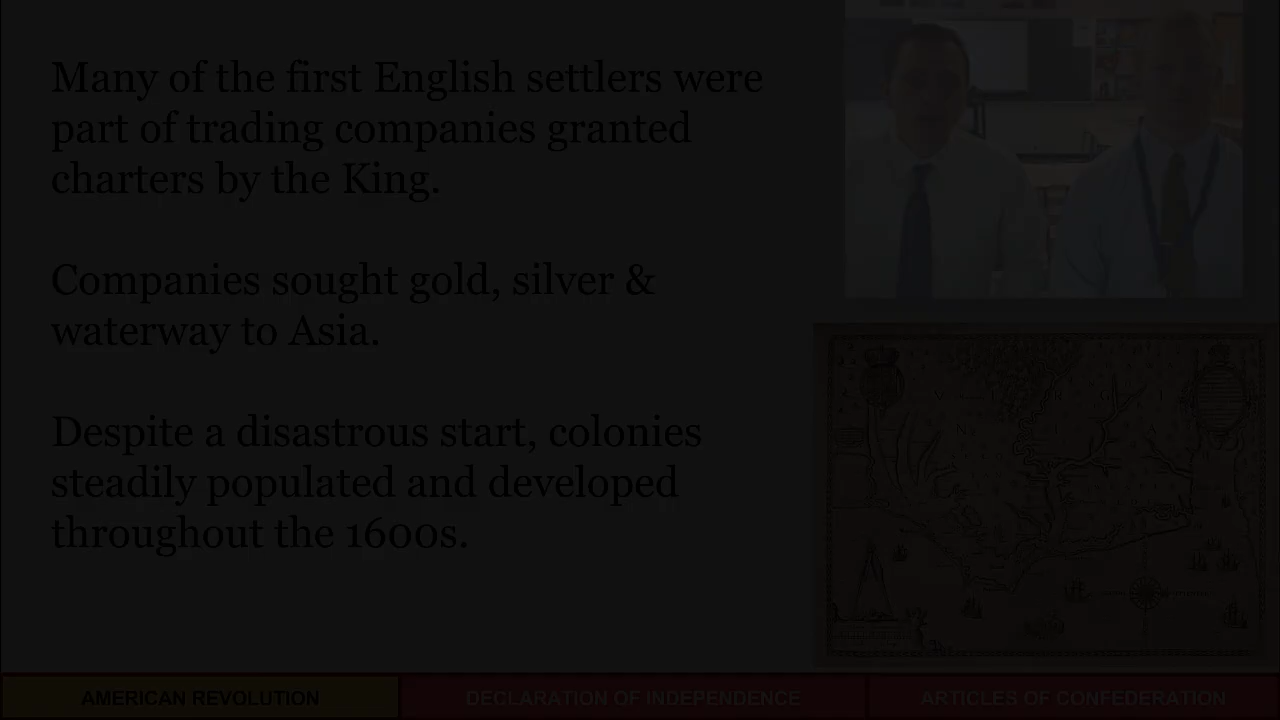 Many of the first English settlers were
part of trading companies granted
charters by the King.
Companies sought gold, silver &
waterway to Asia.
Despite a disastrous start, colonies
steadily populated and developed
throughout the 1600s.
AMERICAN REVOLUTION
DECLARATION OF INDEPENDENCE
ARTICLES OF CONFEDERATION